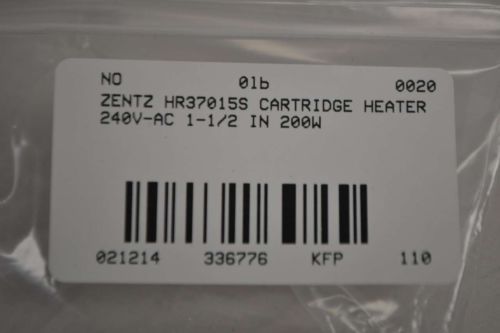 NO 01b 0020
ZENTZ HR37015S CARTRIDGE HEATER
240V-AC 1-1/2 IN 200W
021214 336776 KFP 110